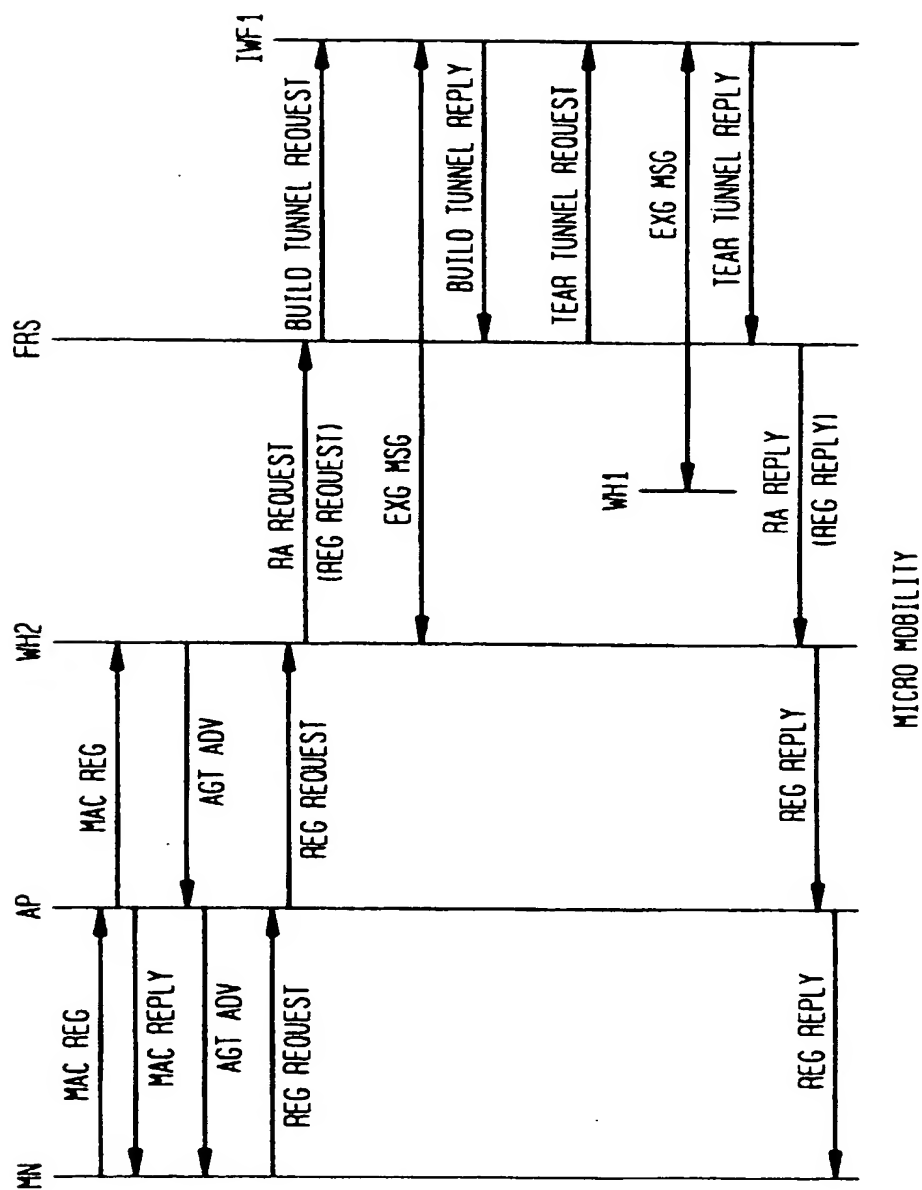 MN
AP
WH2
FRS
IWF1
MAC REG
MAC REG
MAC REPLY
AGT ADV
AGT ADV
REG REQUEST
REG REQUEST
RA REQUEST
(REG REQUEST)
BUILD TUNNEL REQUEST
EXG MSG
BUILD TUNNEL REPLY
TEAR TUNNEL REQUEST
WH1
EXG MSG
TEAR TUNNEL REPLY
RA REPLY
(REG REPLY)
REG REPLY
REG REPLY
MICRO MOBILITY